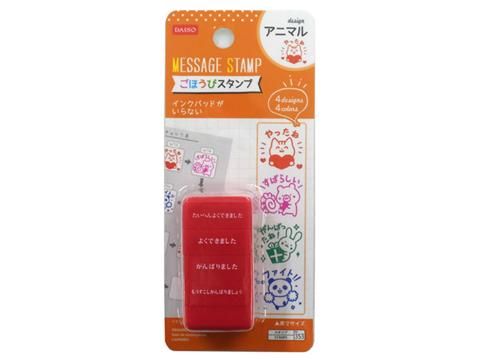 DAISO
design
アニマル
やったね
MESSAGE STAMP
ごほうびスタンプ
インクパッドが
いらない
4 designs
4 colors
やったね
すばらしい
がんばっ
たね!
ファイト!
たいへんよくできました
よくできました
がんばりました
もうすこしがんばりましょう